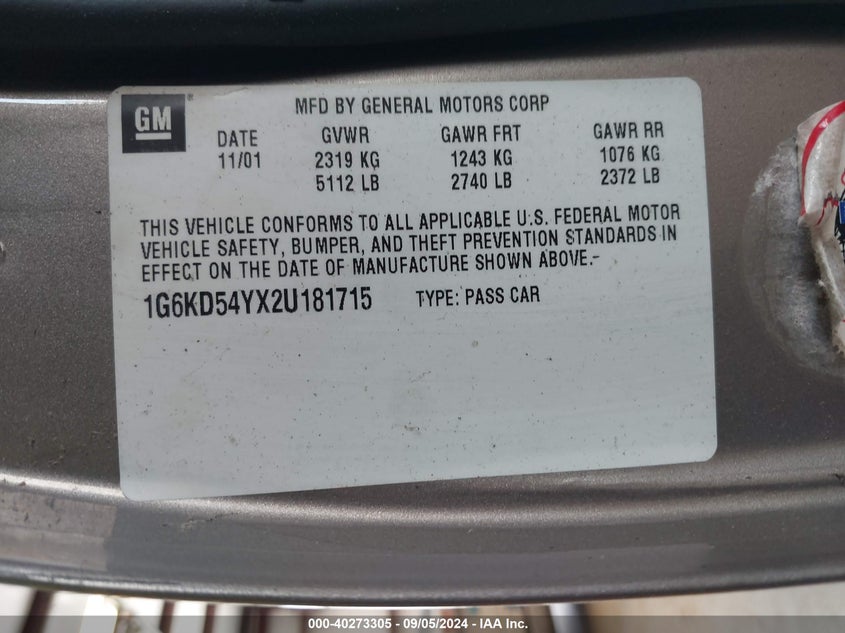 GM
MFD BY GENERAL MOTORS CORP
DATE GVWR GAWR FRT GAWR RR
11/01 2319 KG 1243 KG 1076 KG
5112 LB 2740 LB 2372 LB
THIS VEHICLE CONFORMS TO ALL APPLICABLE U.S. FEDERAL MOTOR
VEHICLE SAFETY, BUMPER, AND THEFT PREVENTION STANDARDS IN
EFFECT ON THE DATE OF MANUFACTURE SHOWN ABOVE.
1G6KD54YX2U181715 TYPE: PASS CAR
000-40273305 - 09/05/2024 - IAA Inc.